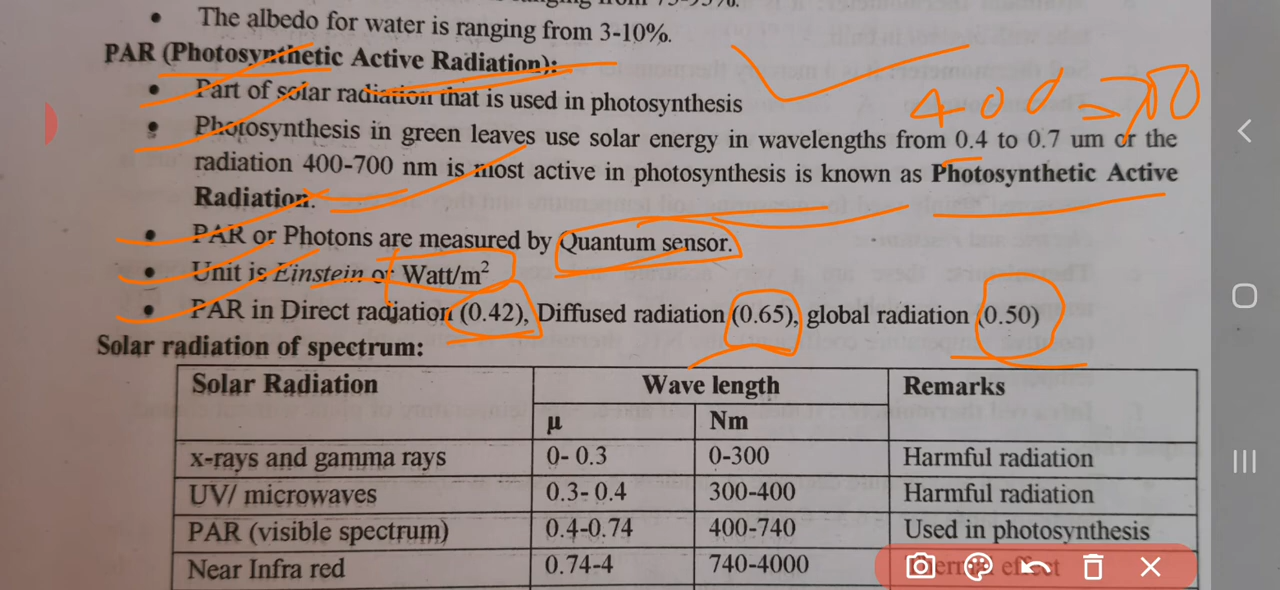 • The albedo for water is ranging from 3-10%.
PAR (Photosynthetic Active Radiation):
• Part of solar radiation that is used in photosynthesis
400-700
• Photosynthesis in green leaves use solar energy in wavelengths from 0.4 to 0.7 um or the
radiation 400-700 nm is most active in photosynthesis is known as Photosynthetic Active
Radiation.
• PAR or Photons are measured by Quantum sensor.
• Unit is Einstein or Watt/m²
• PAR in Direct radiation (0.42), Diffused radiation (0.65), global radiation (0.50)
Solar radiation of spectrum:
Solar Radiation Wave length Remarks
µ Nm
x-rays and gamma rays 0- 0.3 0-300 Harmful radiation
UV/ microwaves 0.3- 0.4 300-400 Harmful radiation
PAR (visible spectrum) 0.4-0.74 400-740 Used in photosynthesis
Near Infra red 0.74-4 740-4000 Thermal effect